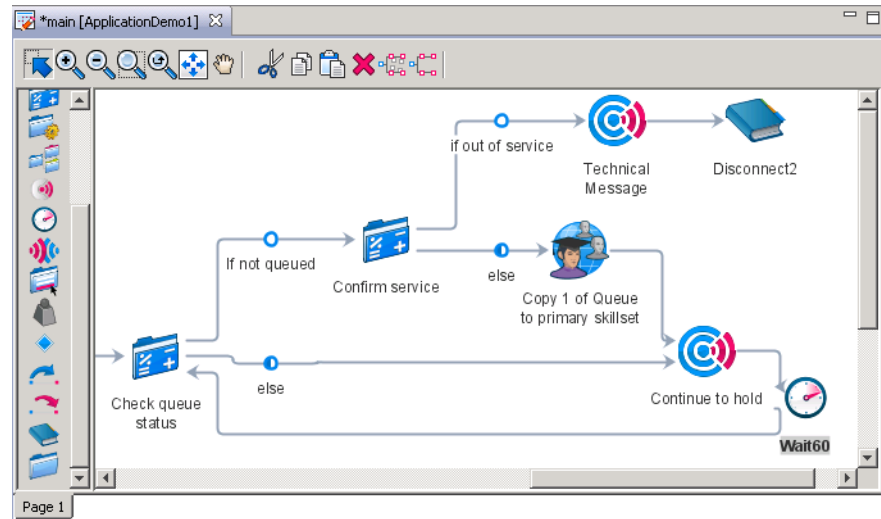 *main [ApplicationDemo1]
if out of service
Technical
Message
Disconnect2
If not queued
Confirm service
else
Copy 1 of Queue
to primary skillset
Check queue
status
else
Continue to hold
Wait60
Page 1